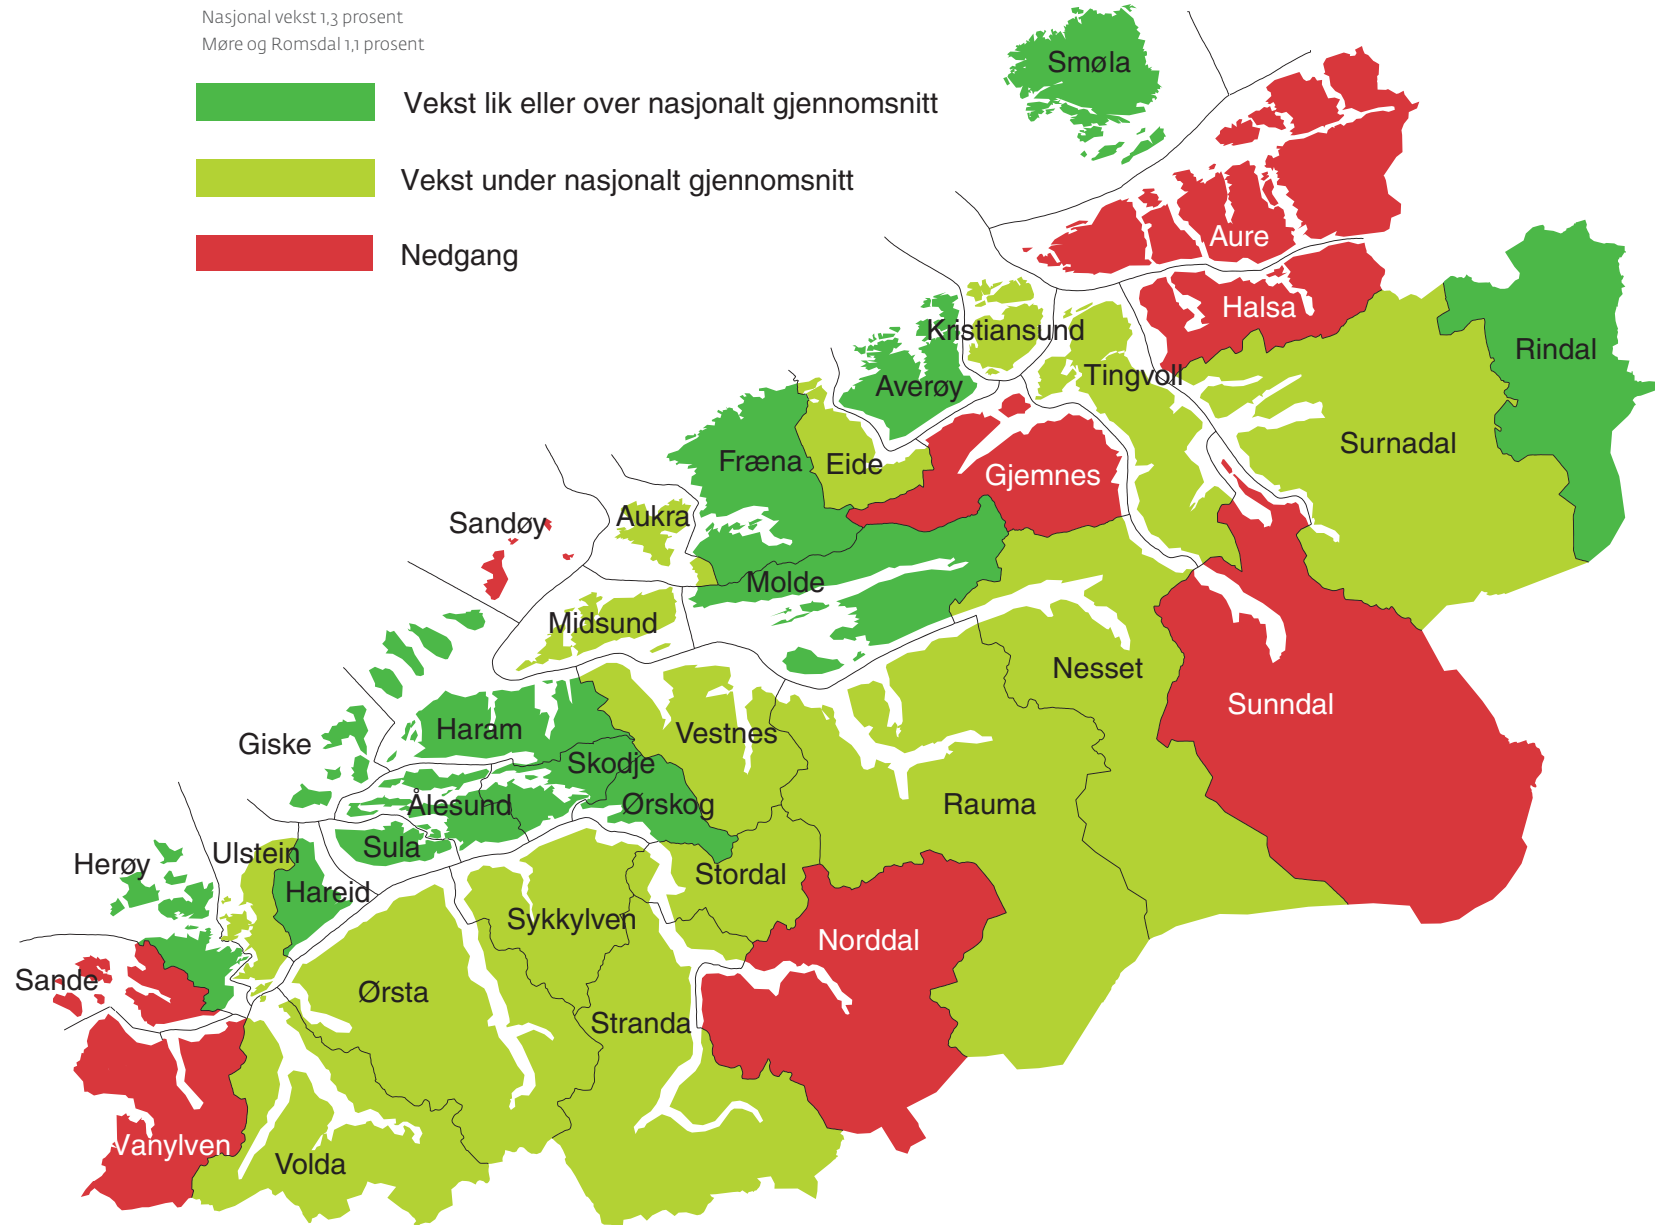 Nasjonal vekst 1,3 prosent
Møre og Romsdal 1,1 prosent
Vekst lik eller over nasjonalt gjennomsnitt
Vekst under nasjonalt gjennomsnitt
Nedgang
Smøla
Aure
Halsa
Kristiansund
Rindal
Tingvoll
Averøy
Surnadal
Fræna
Eide
Gjemnes
Aukra
Sandøy
Molde
Midsund
Nesset
Sunndal
Haram
Vestnes
Giske
Skodje
Ålesund
Ørskog
Rauma
Sula
Ulstein
Herøy
Stordal
Hareid
Sykkylven
Norddal
Sande
Ørsta
Stranda
Vanylven
Volda